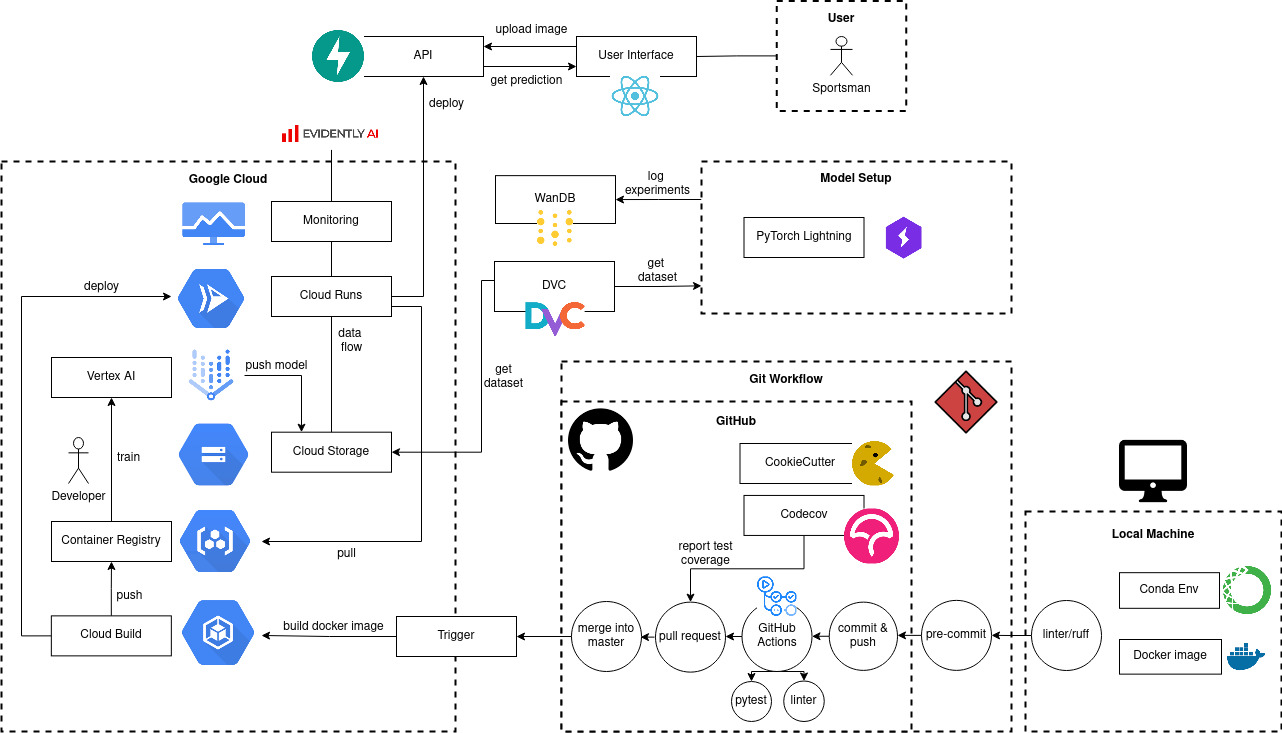 User
Sportsman
upload image
API
User Interface
get prediction
deploy
EVIDENTLY AI
Google Cloud
Monitoring
Cloud Runs
deploy
data
flow
push model
Vertex AI
Cloud Storage
train
Developer
Container Registry
pull
push
Cloud Build
build docker image
Trigger
WanDB
log
experiments
Model Setup
PyTorch Lightning
DVC
DVC
get
dataset
get
dataset
Git Workflow
GitHub
CookieCutter
Codecov
report test
coverage
merge into
master
pull request
GitHub
Actions
commit &
push
pre-commit
pytest
linter
Local Machine
Conda Env
linter/ruff
Docker image